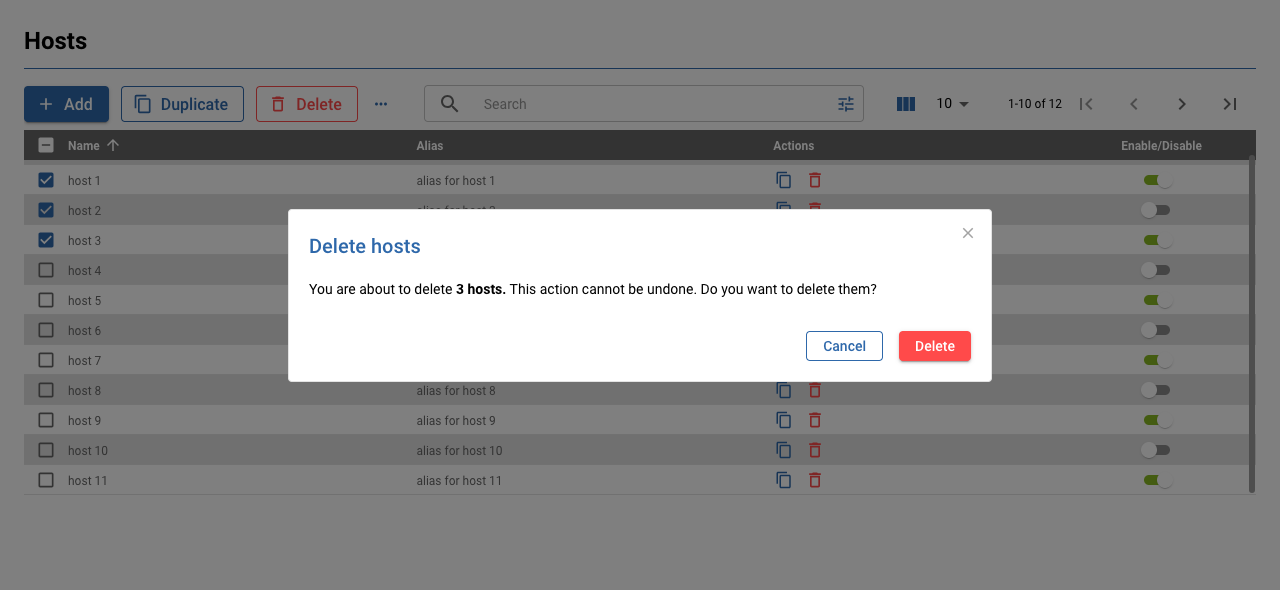 Hosts
Add Duplicate Delete ... Search 10 1-10 of 12
Name Alias Actions Enable/Disable
host 1 alias for host 1
host 2
host 3
host 4
host 5
host 6
host 7
host 8 alias for host 8
host 9 alias for host 9
host 10 alias for host 10
host 11 alias for host 11
Delete hosts
You are about to delete 3 hosts. This action cannot be undone. Do you want to delete them?
Cancel Delete